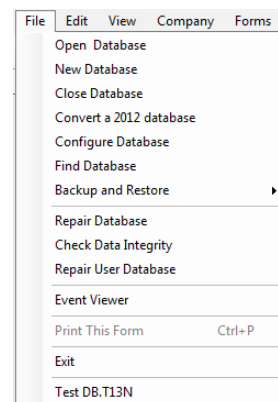 File Edit View Company Forms
Open Database
New Database
Close Database
Convert a 2012 database
Configure Database
Find Database
Backup and Restore
Repair Database
Check Data Integrity
Repair User Database
Event Viewer
Print This Form Ctrl+P
Exit
Test DB.T13N